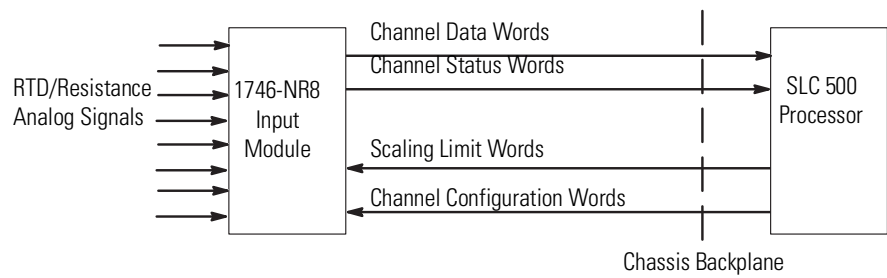 Channel Data Words
Channel Status Words
RTD/Resistance
Analog Signals
1746-NR8
Input
Module
SLC 500
Processor
Scaling Limit Words
Channel Configuration Words
Chassis Backplane